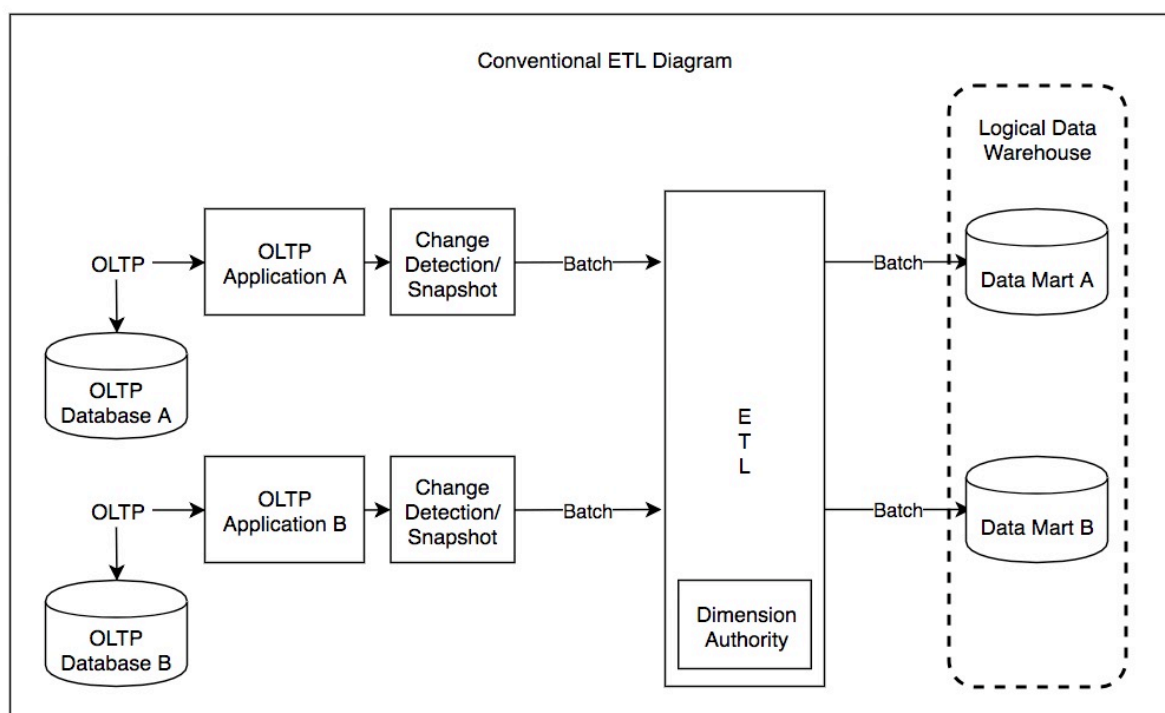 Conventional ETL Diagram
Logical Data
Warehouse
OLTP
OLTP
Application A
Change
Detection/
Snapshot
Batch
Batch
Data Mart A
OLTP
Database A
E
T
L
OLTP
OLTP
Application B
Change
Detection/
Snapshot
Batch
Batch
Data Mart B
Dimension
Authority
OLTP
Database B